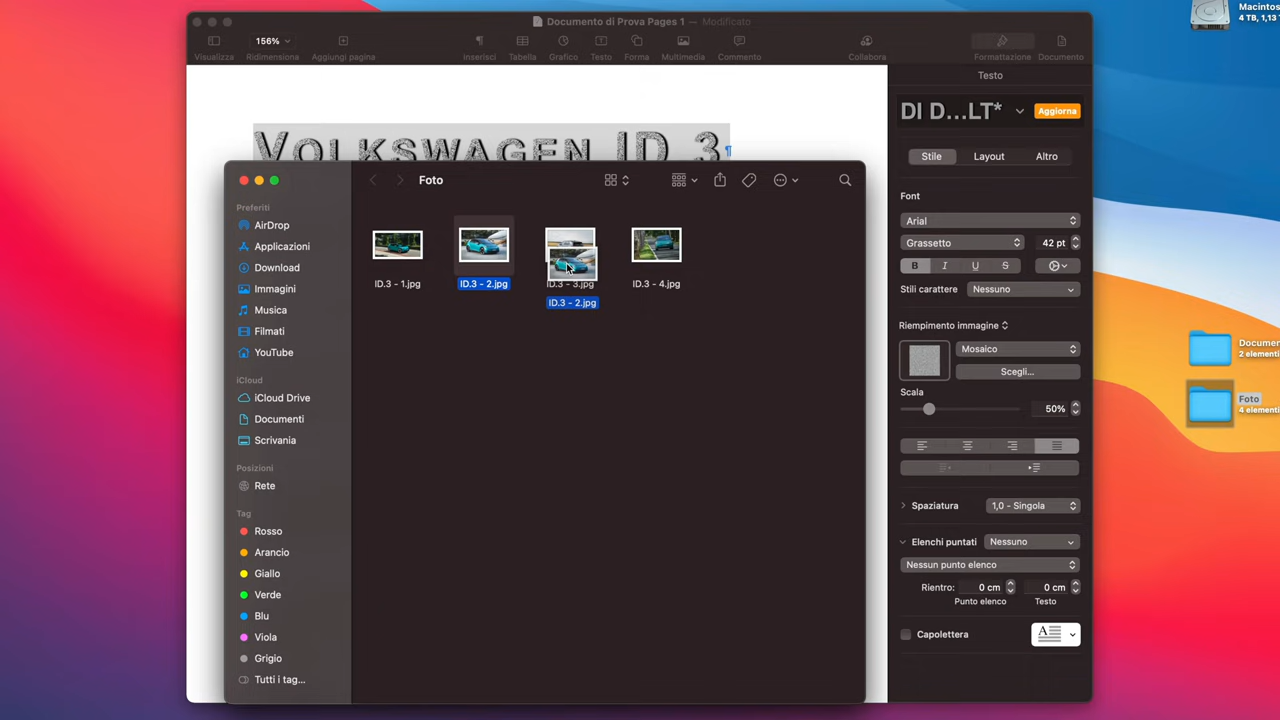 Documento di Prova Pages 1 — Modificato
156%
Visualizza
Ridimensiona
Aggiungi pagina
Inserisci
Tabella
Grafico
Testo
Forma
Multimedia
Commento
Collabora
Formattazione
Documento
Macintos
4 TB, 1,13
Volkswagen ID 3 ¶
Foto
Preferiti
AirDrop
Applicazioni
Download
Immagini
Musica
Filmati
YouTube
iCloud
iCloud Drive
Documenti
Scrivania
Posizioni
Rete
Tag
Rosso
Arancio
Giallo
Verde
Blu
Viola
Grigio
Tutti i tag...
ID.3 - 1.jpg
ID.3 - 2.jpg
ID.3 - 3.jpg
ID.3 - 4.jpg
ID.3 - 2.jpg
Testo
DI D...LT*
Aggiorna
Stile
Layout
Altro
Font
Arial
Grassetto
42 pt
B I U S
Stili carattere
Nessuno
Riempimento immagine
Mosaico
Scegli...
Scala
50%
Spaziatura
1,0 - Singola
Elenchi puntati
Nessuno
Nessun punto elenco
Rientro:
0 cm
0 cm
Punto elenco
Testo
Capolettera
A
Documen
2 elementi
Foto
4 elementi